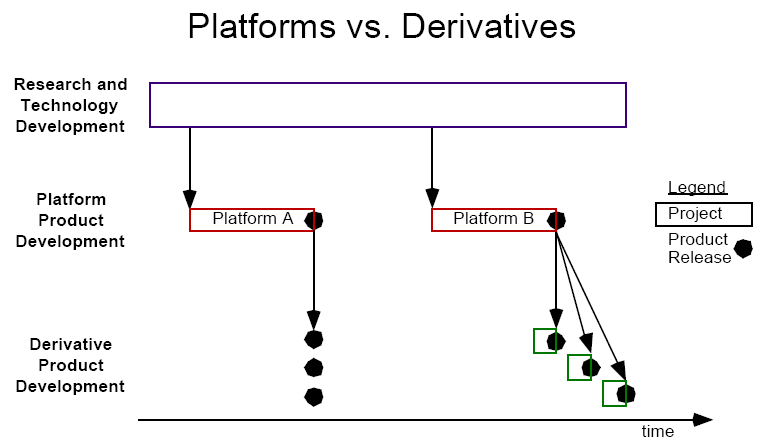 Platforms vs. Derivatives
Research and
Technology
Development
Platform
Product
Development
Platform A
Platform B
Legend
Project
Product
Release
Derivative
Product
Development
time